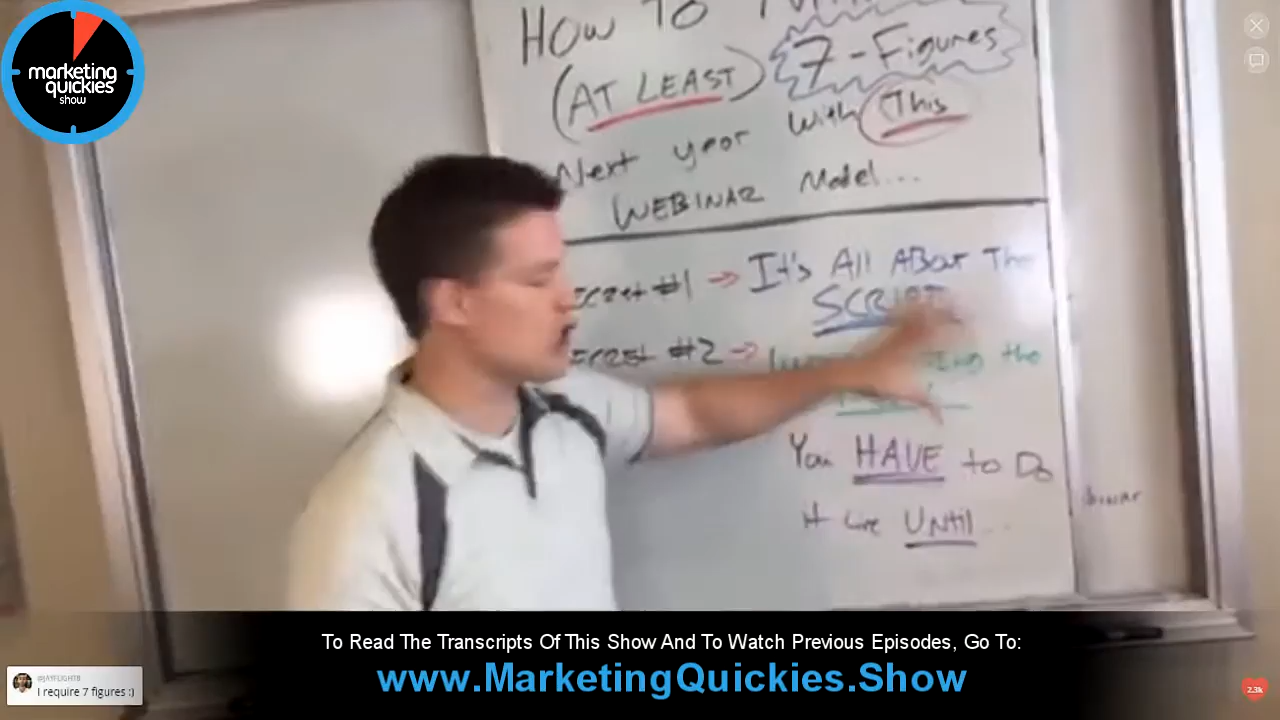 marketing
quickies
show
How To
(AT LEAST) 7-Figures
Next year with This
WEBINAR Model...
#1 → It's All About The
SCRIPT
#2 → the
You HAVE to Do
it Live UNTIL...
To Read The Transcripts Of This Show And To Watch Previous Episodes, Go To:
www.MarketingQuickies.Show
I require 7 figures :)
2.3k